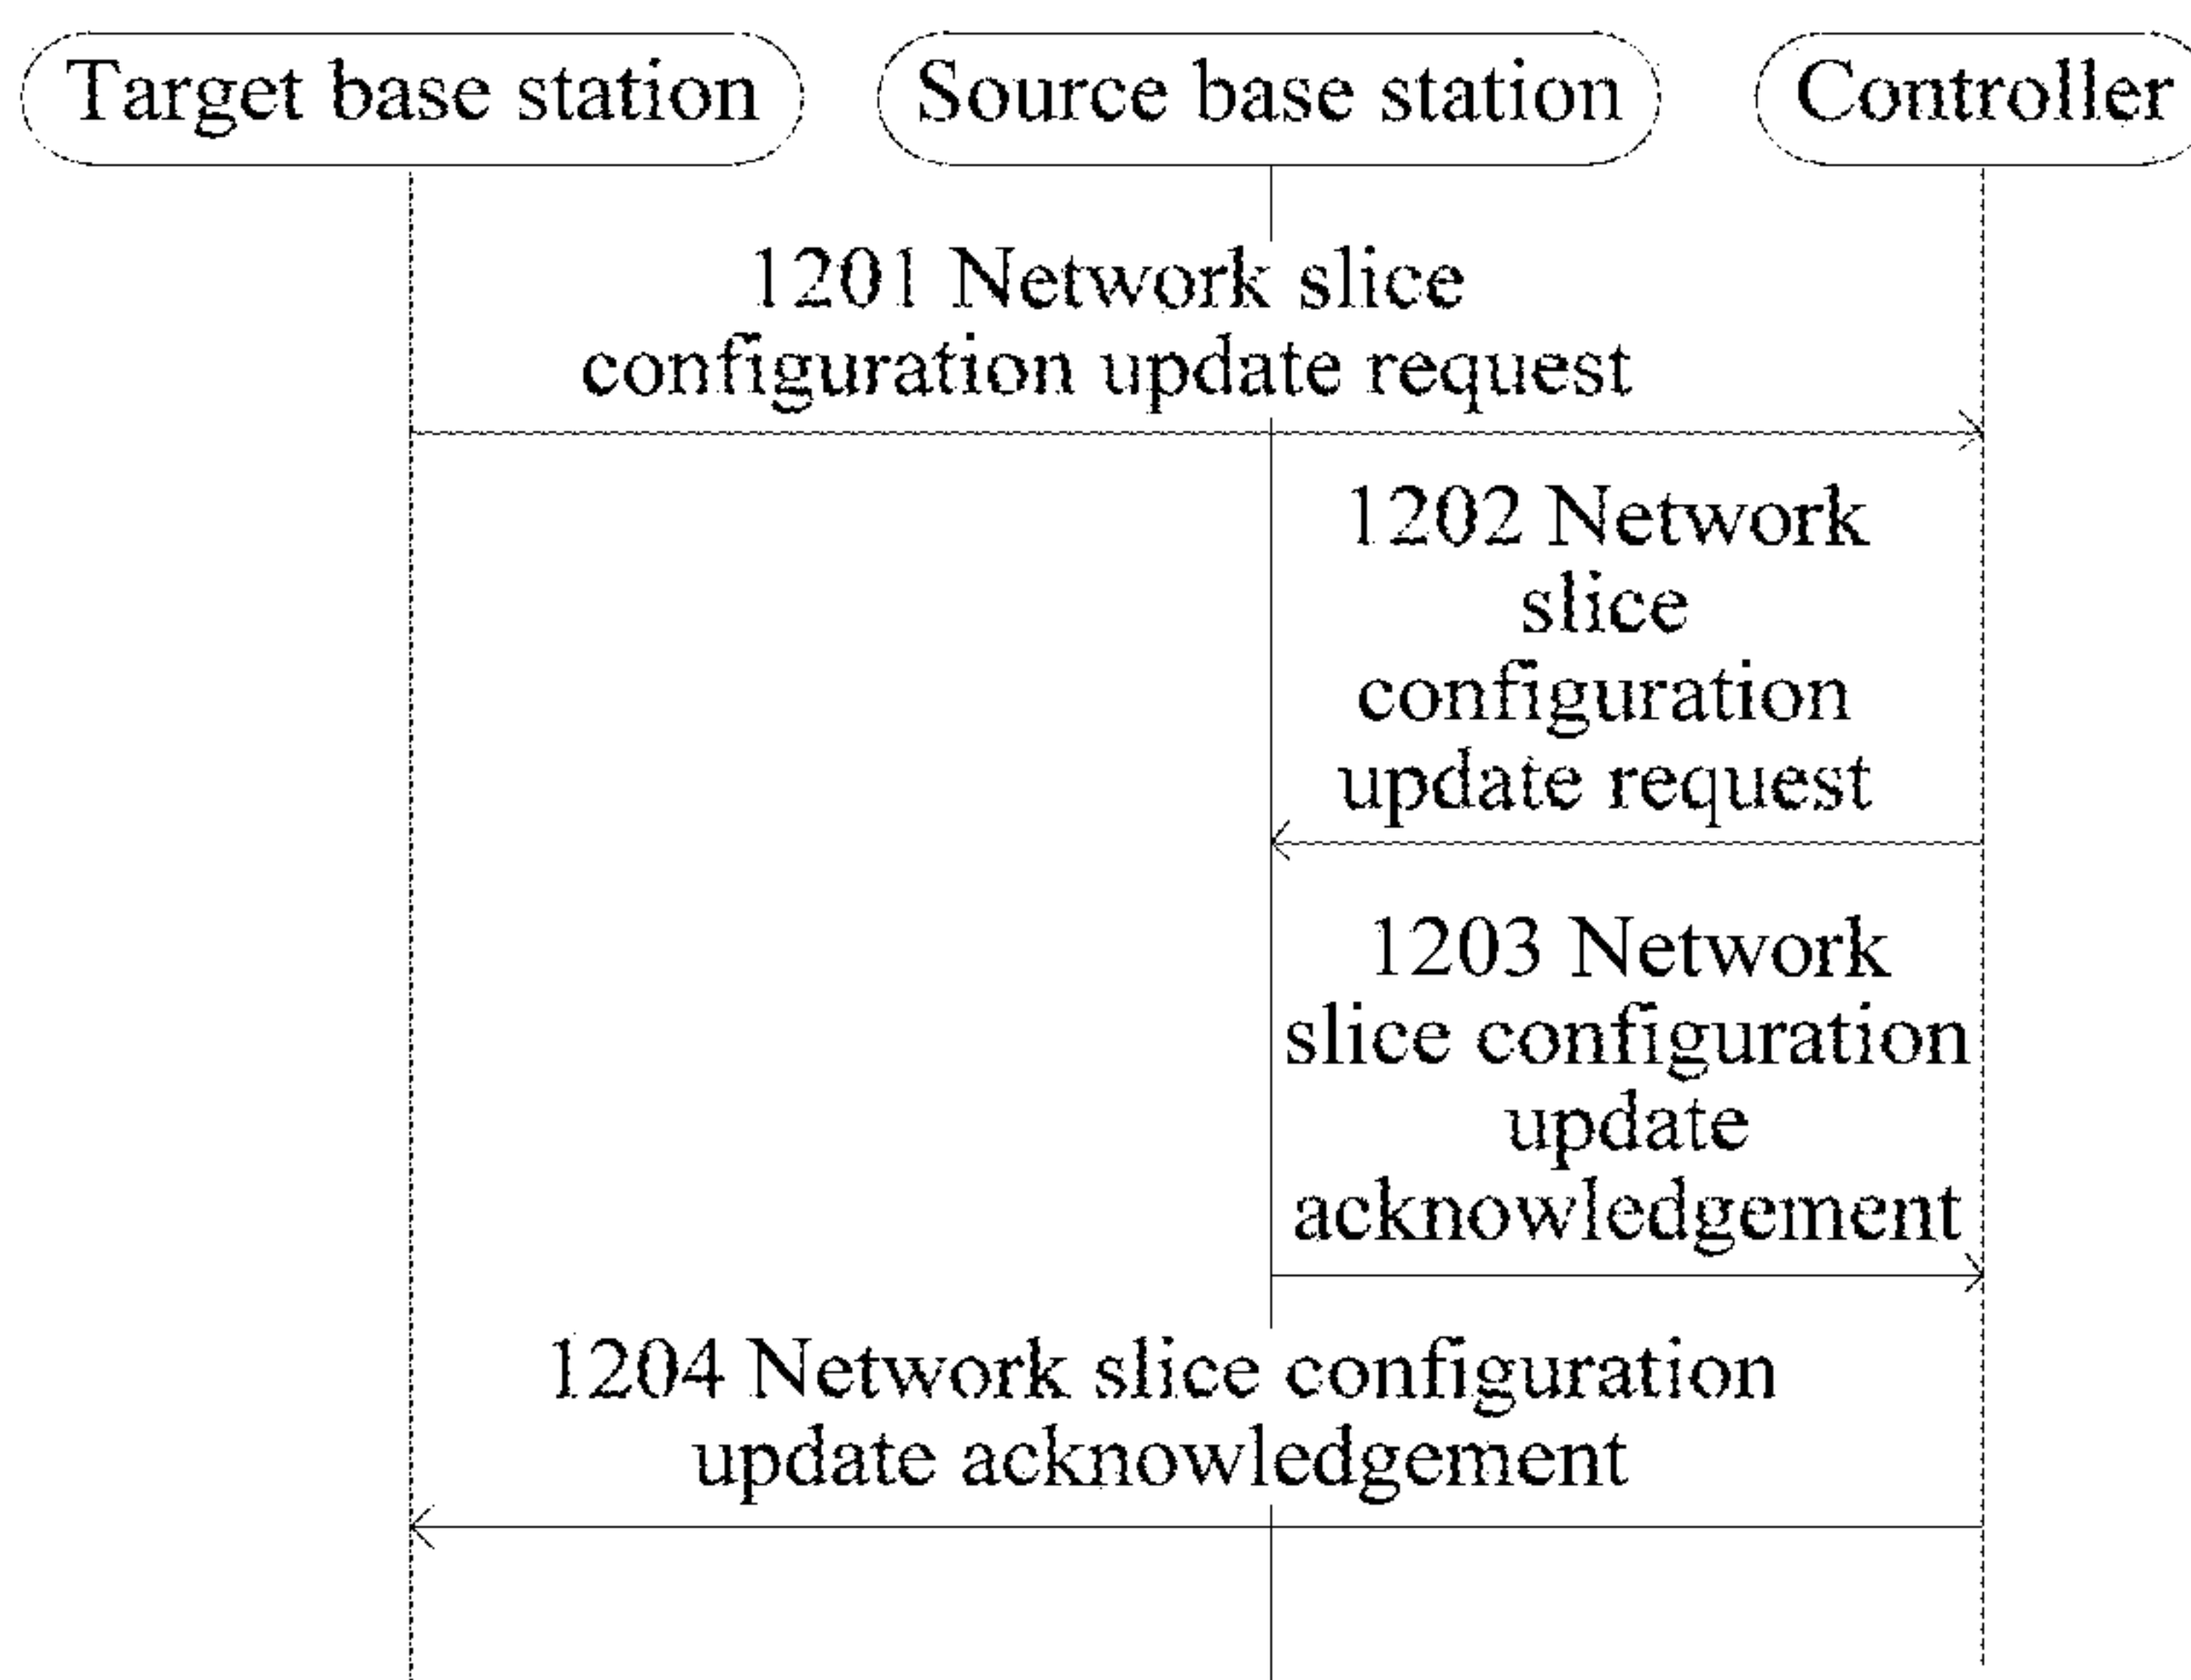 Target base station
Source base station
Controller
1201 Network slice
configuration update request
1202 Network
slice
configuration
update request
1203 Network
slice configuration
update
acknowledgement
1204 Network slice configuration
update acknowledgement